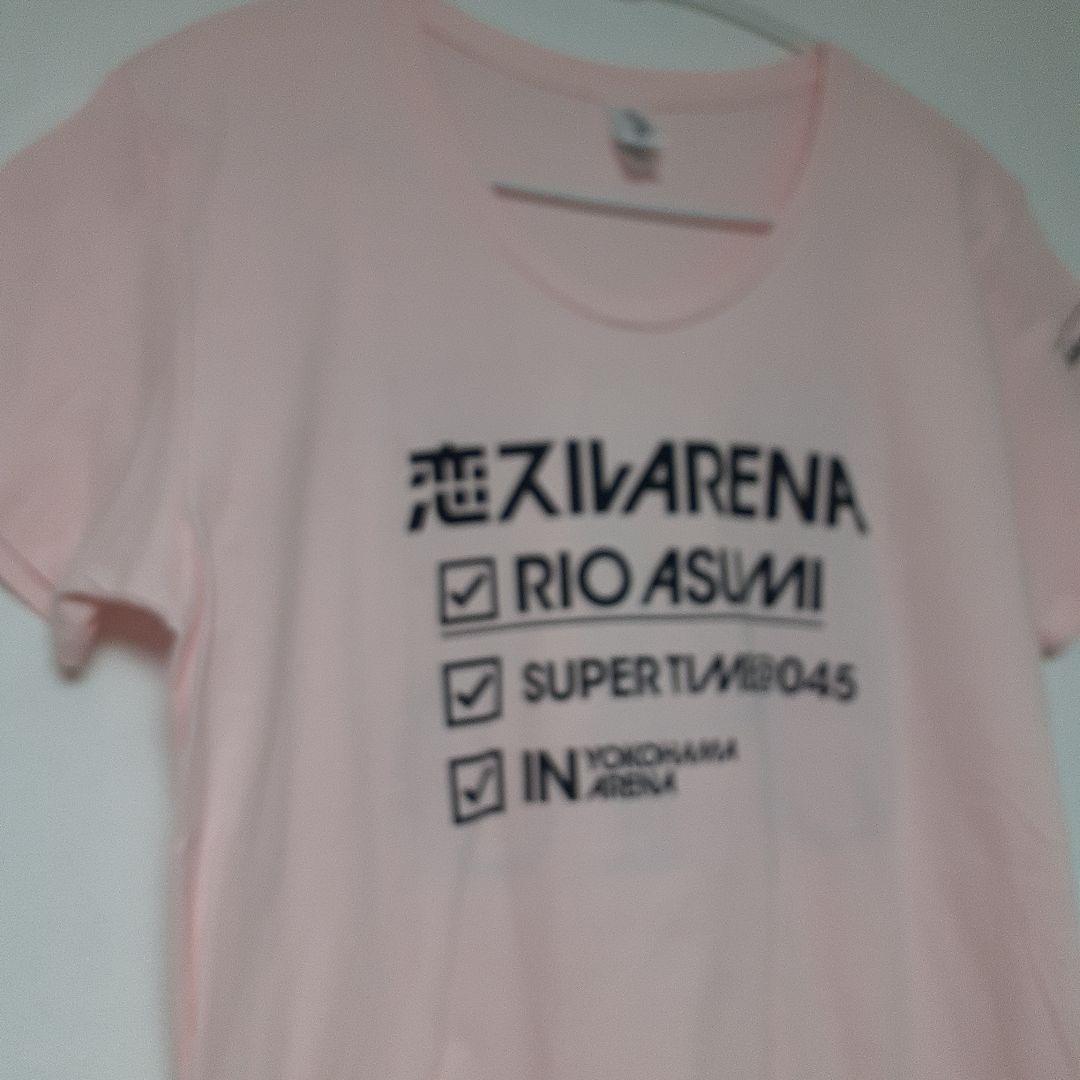 恋スルARENA
RIO ASUMI
SUPER TIME@045
IN YOKOHAMA
ARENA